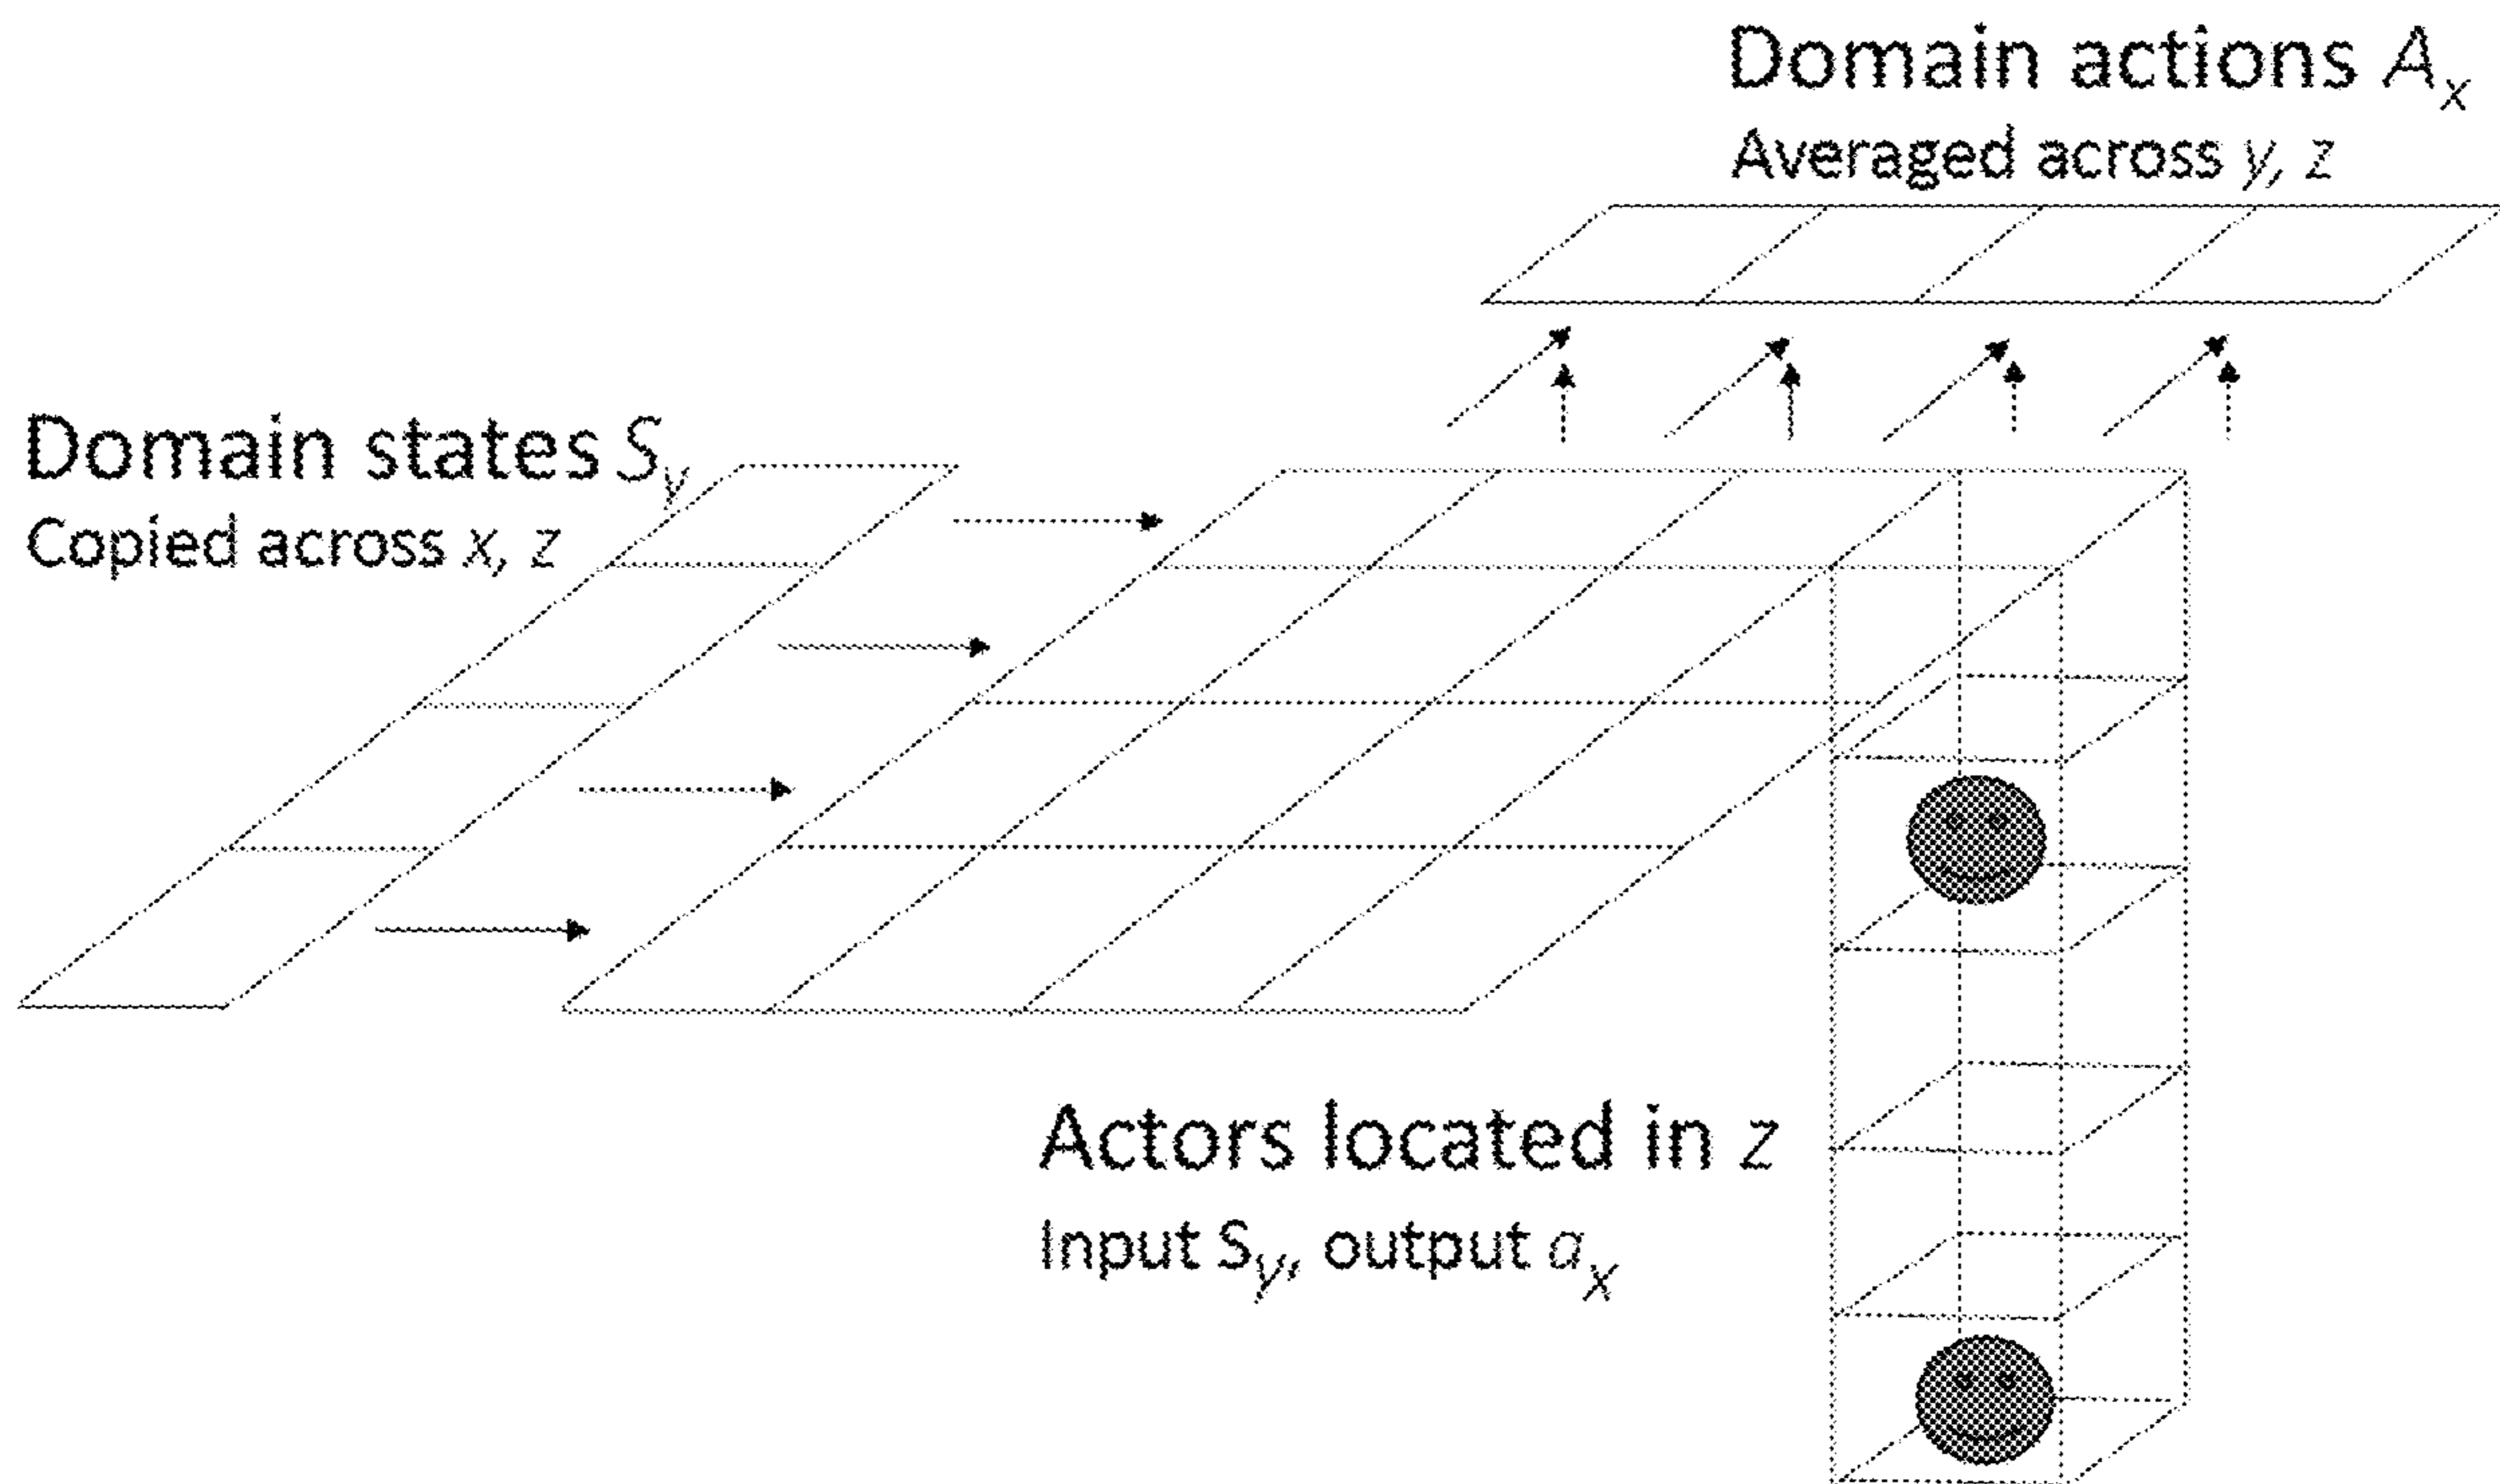 Domain actions Aₓ
Averaged across y, z
Domain states Sᵧ
Copied across x, z
Actors located in z
Input Sᵧ, output aₓ